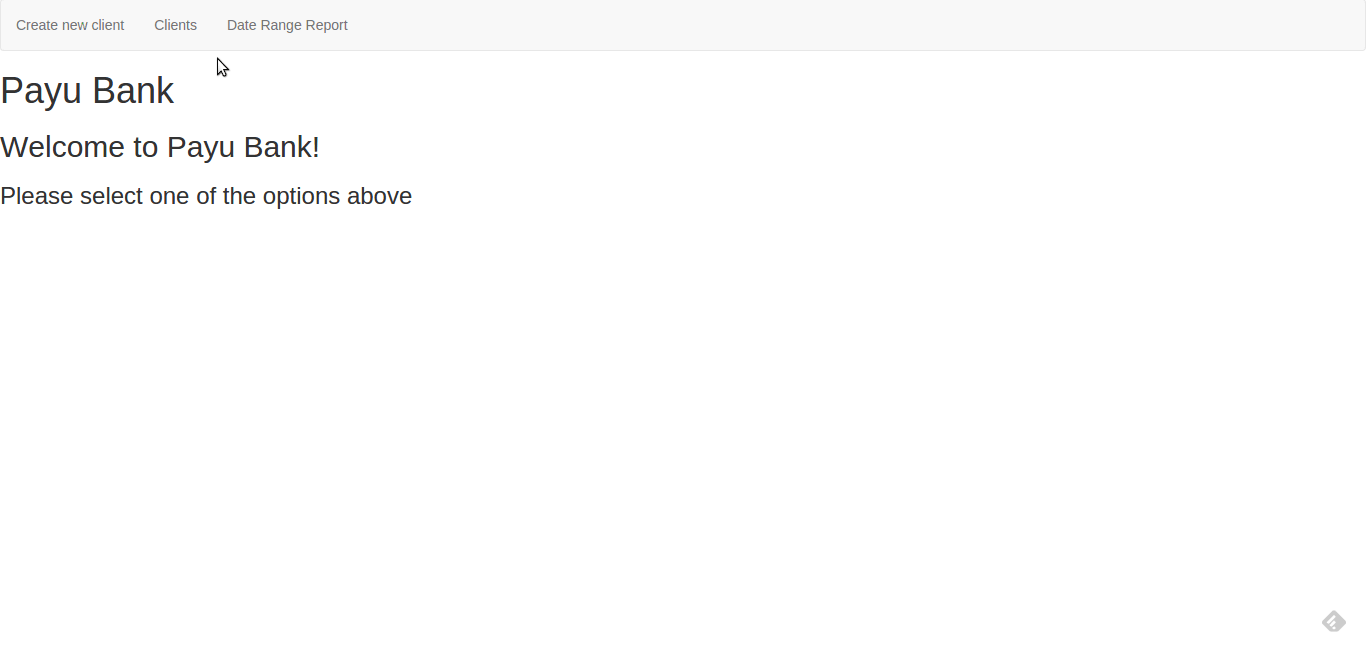 Create new client Clients Date Range Report
Payu Bank
Welcome to Payu Bank!
Please select one of the options above